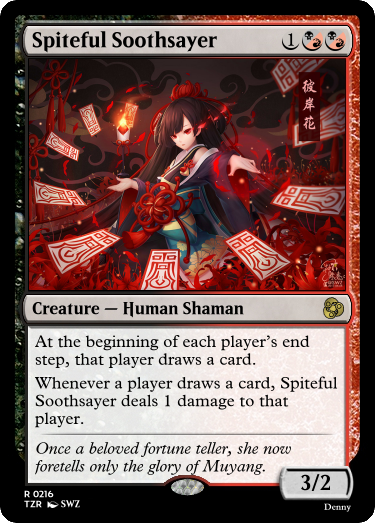 Spiteful Soothsayer 1
彼岸花
Creature — Human Shaman
At the beginning of each player's end
step, that player draws a card.
Whenever a player draws a card, Spiteful
Soothsayer deals 1 damage to that
player.
Once a beloved fortune teller, she now
foretells only the glory of Muyang.
3/2
R 0216
TZR SWZ
Denny